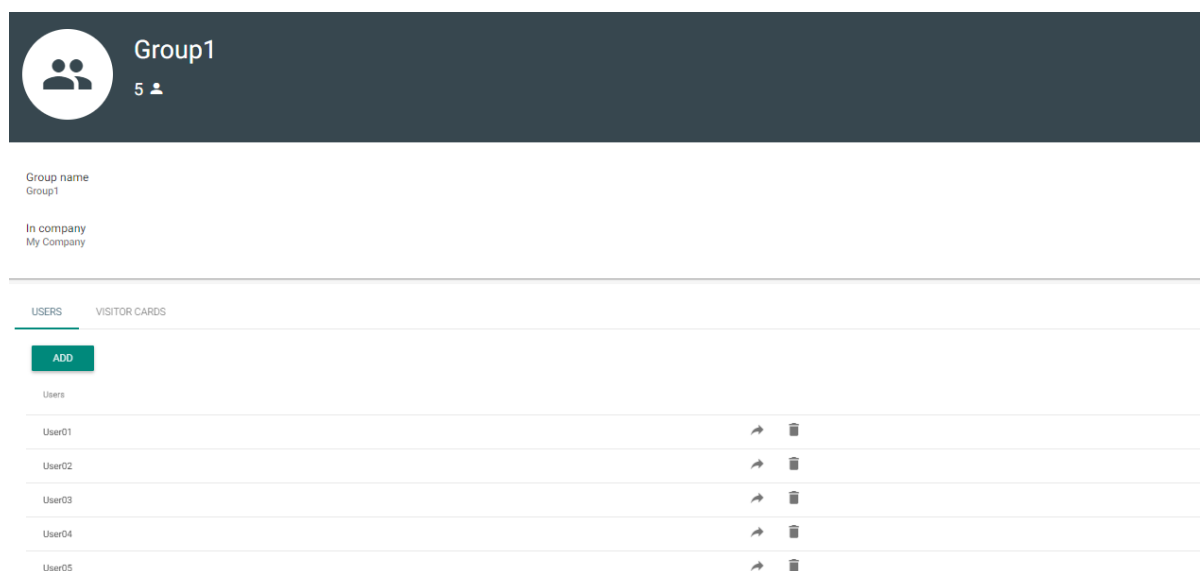 Group1
5
Group name
Group1
In company
My Company
USERS VISITOR CARDS
ADD
Users
User01
User02
User03
User04
User05